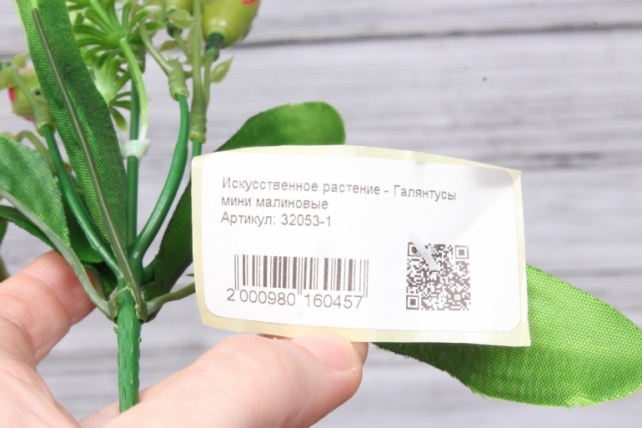 Искусственное растение - Галянтусы
мини малиновые
Артикул: 32053-1
2 000980 160457